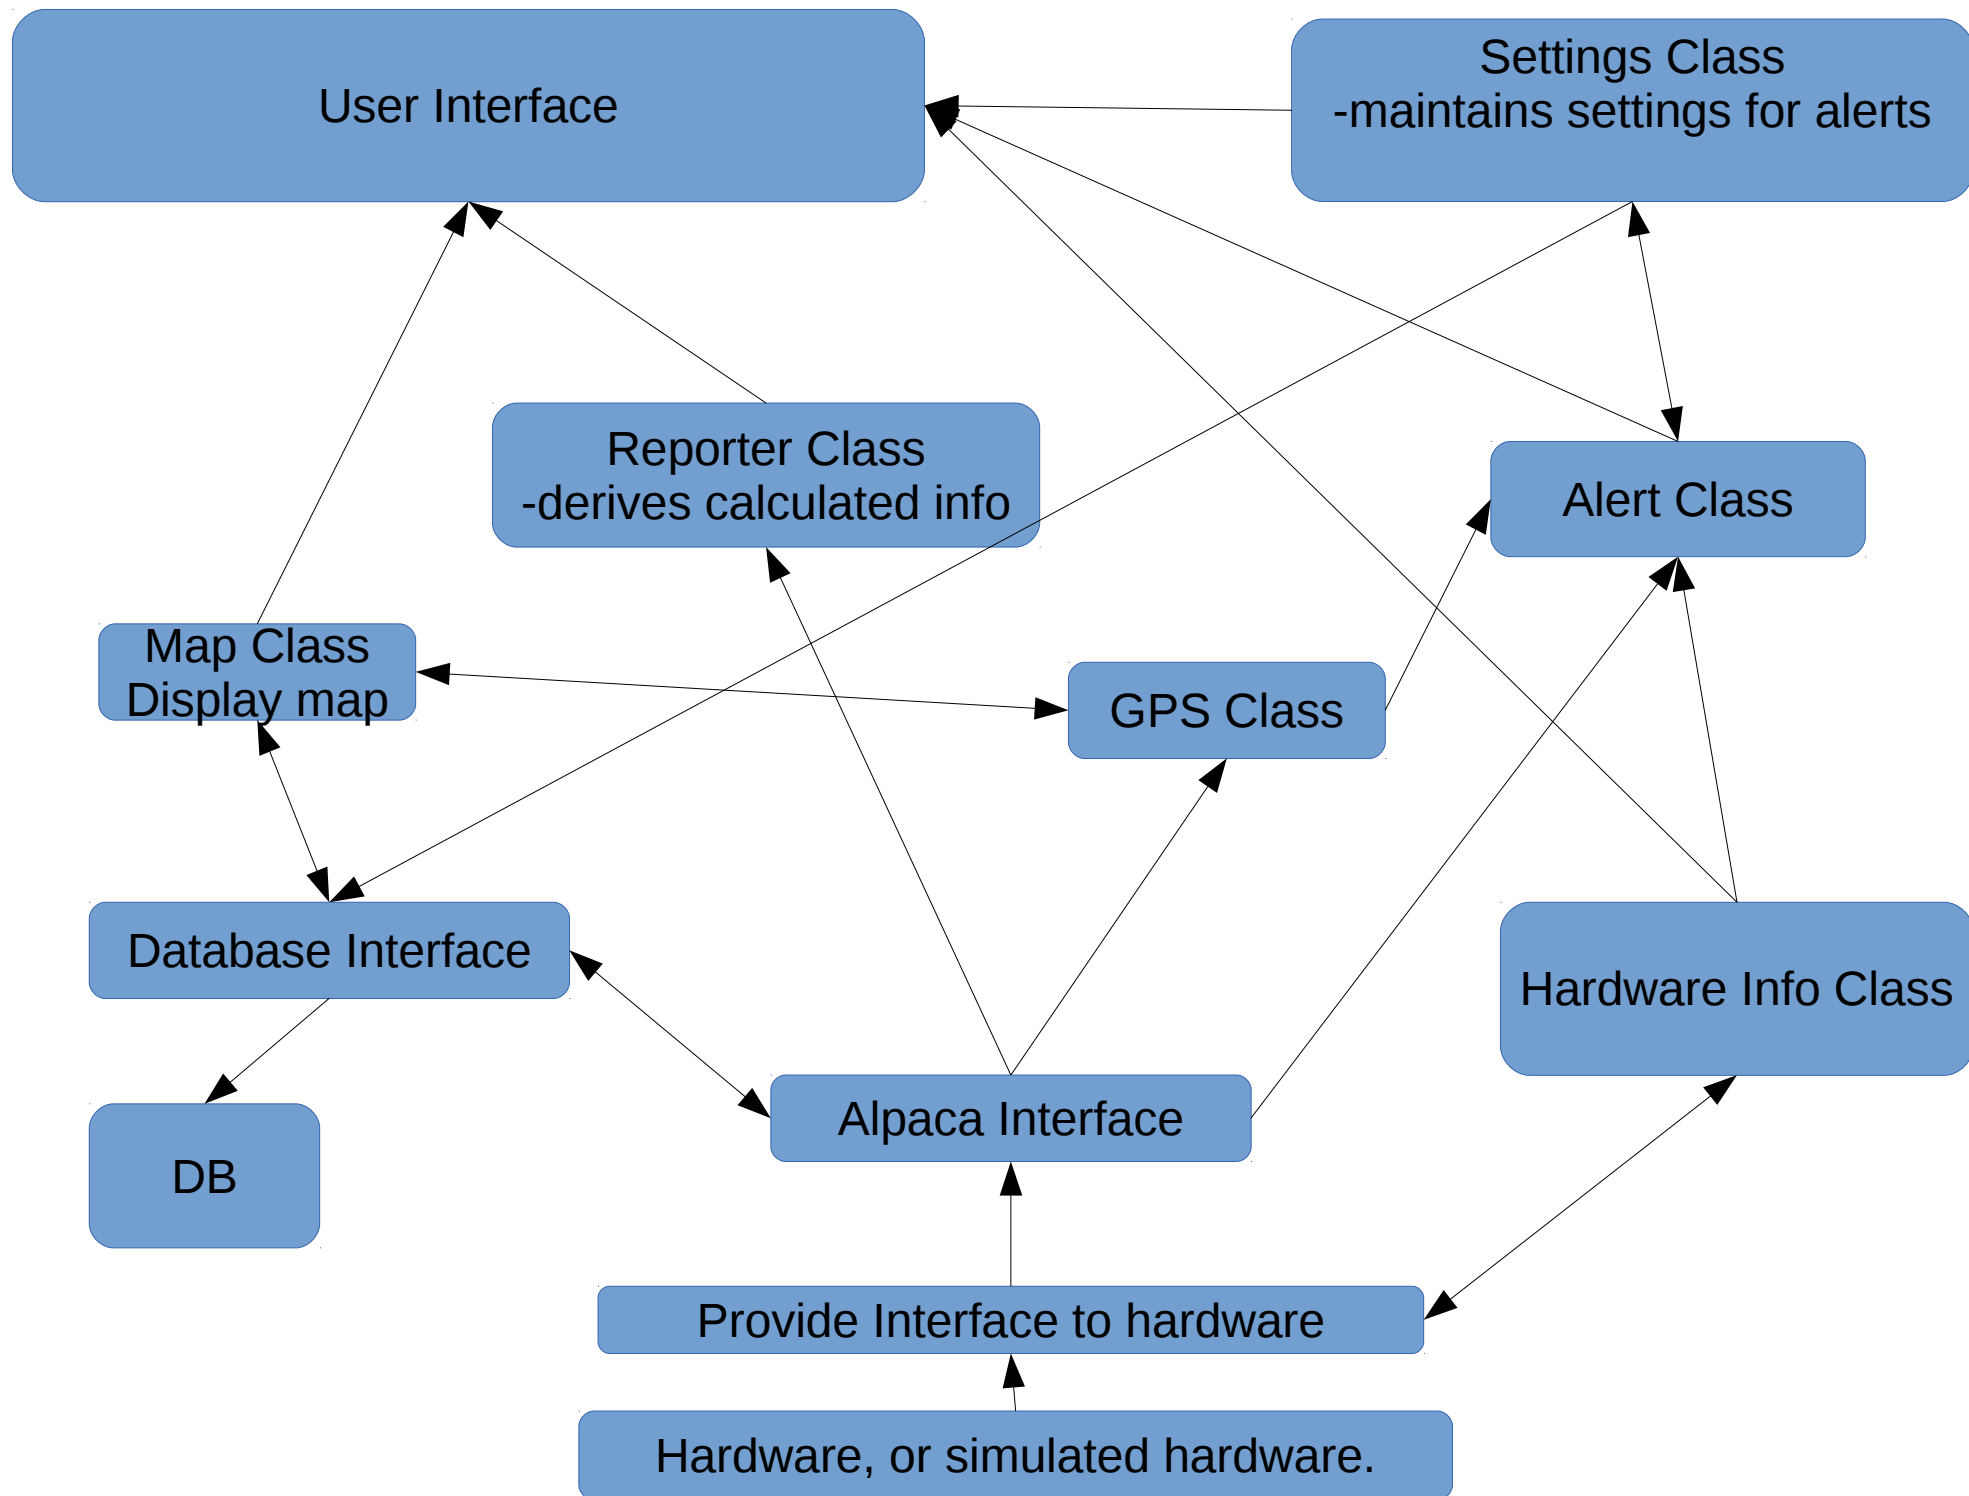 User Interface
Settings Class
-maintains settings for alerts
Reporter Class
-derives calculated info
Alert Class
Map Class
Display map
GPS Class
Database Interface
Hardware Info Class
Alpaca Interface
DB
Provide Interface to hardware
Hardware, or simulated hardware.